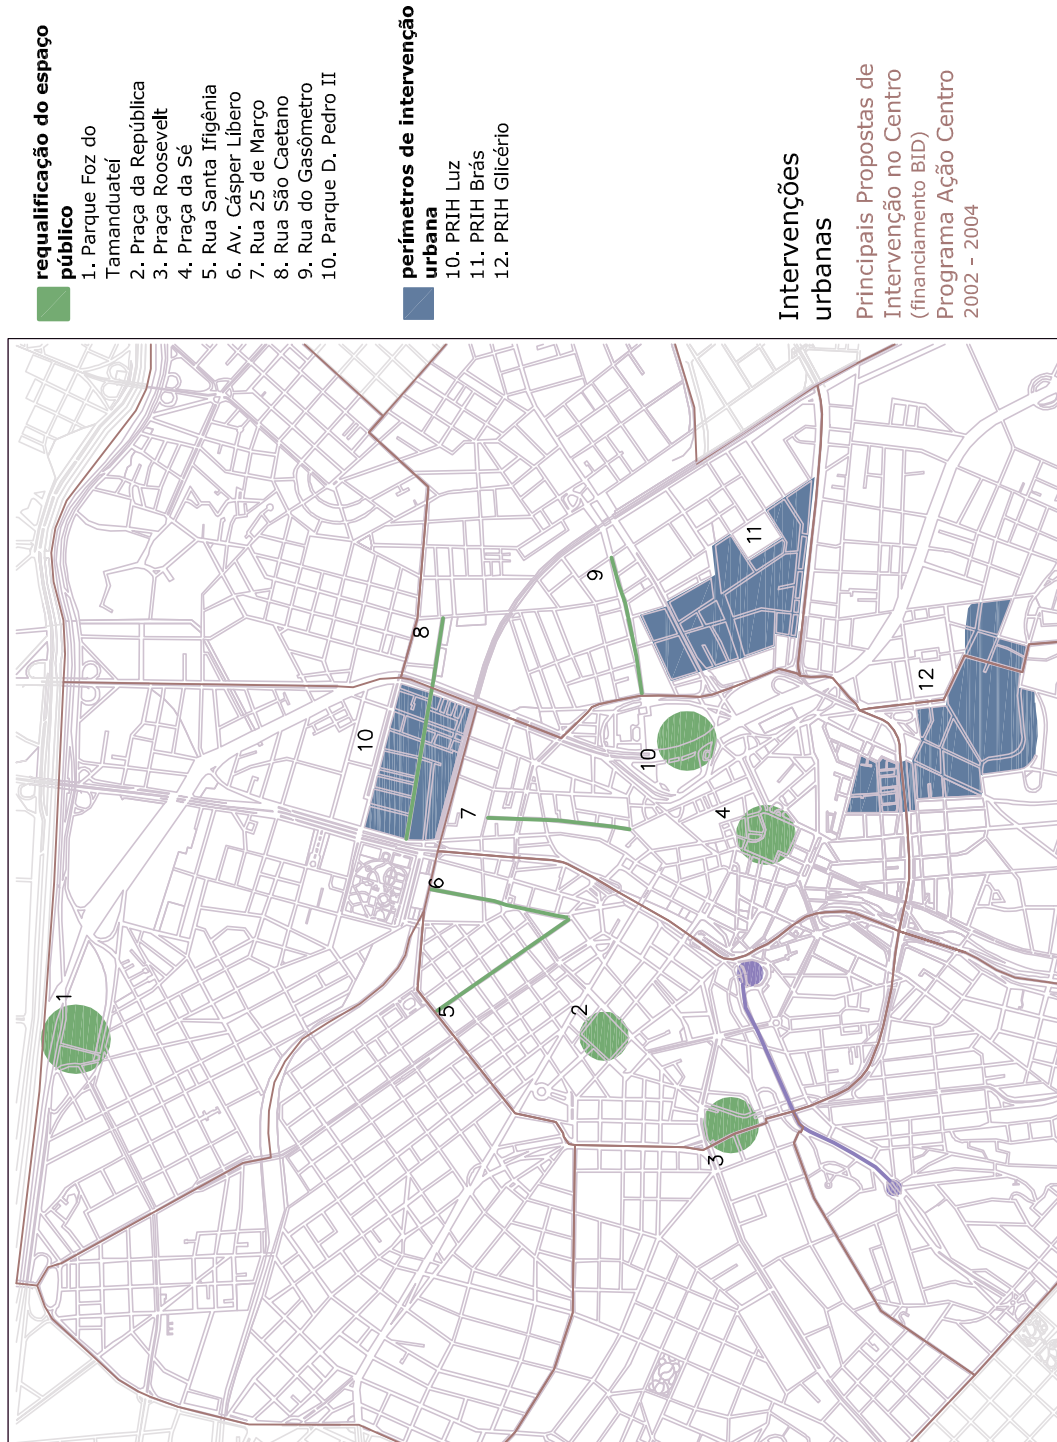 requalificação do espaço
público
1. Parque Foz do
Tamanduateí
2. Praça da República
3. Praça Roosevelt
4. Praça da Sé
5. Rua Santa Ifigênia
6. Av. Cásper Líbero
7. Rua 25 de Março
8. Rua São Caetano
9. Rua do Gasômetro
10. Parque D. Pedro II
perímetros de intervenção
urbana
10. PRIH Luz
11. PRIH Brás
12. PRIH Glicério
Intervenções
urbanas
Principais Propostas de
Intervenção no Centro
(financiamento BID)
Programa Ação Centro
2002 - 2004
1
10
8
6
5
7
9
2
10
11
4
3
12